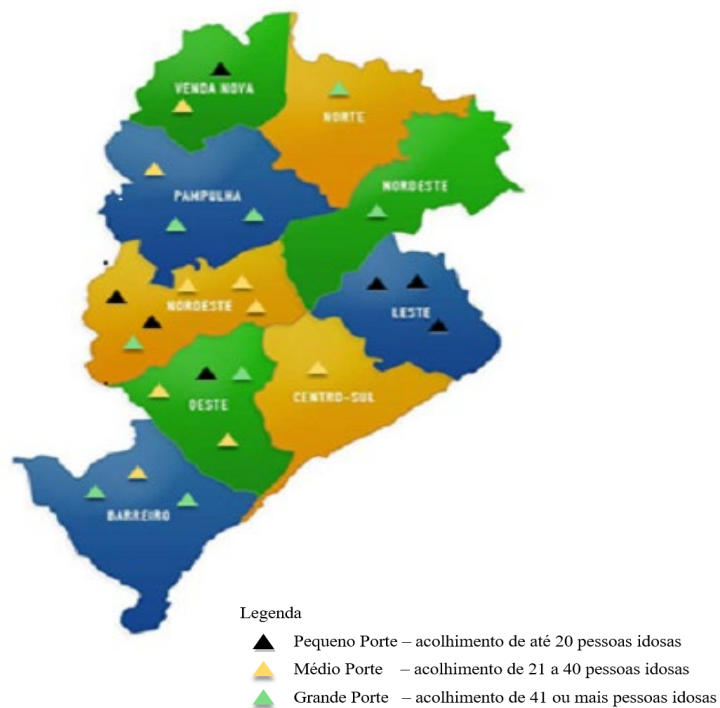 VENDA NOVA
NORTE
NORDESTE
PAMPULHA
NORDESTE
LESTE
OESTE
CENTRO-SUL
BARREIRO
Legenda
Pequeno Porte – acolhimento de até 20 pessoas idosas
Médio Porte – acolhimento de 21 a 40 pessoas idosas
Grande Porte – acolhimento de 41 ou mais pessoas idosas